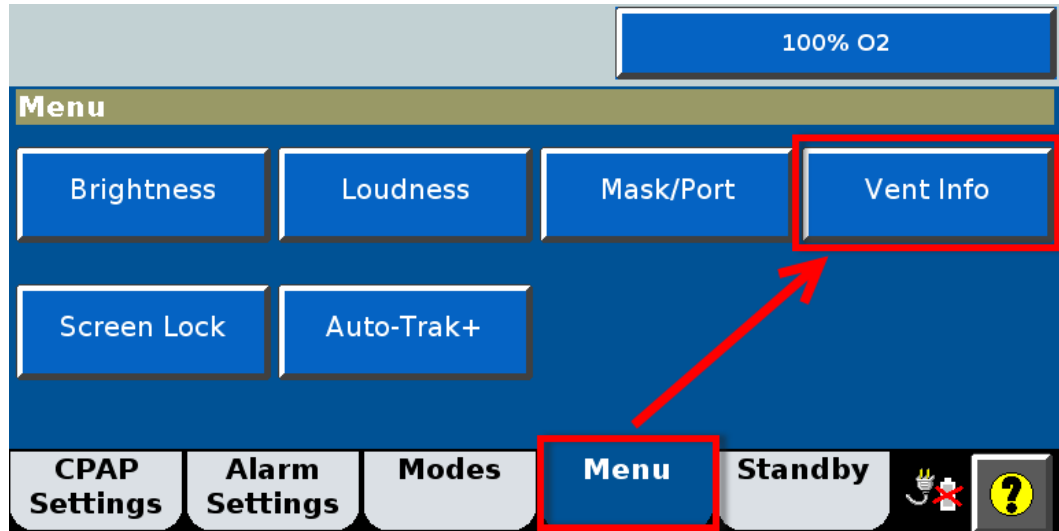 100% O2
Menu
Brightness
Loudness
Mask/Port
Vent Info
Screen Lock
Auto-Trak+
CPAP
Settings
Alarm
Settings
Modes
Menu
Standby
?